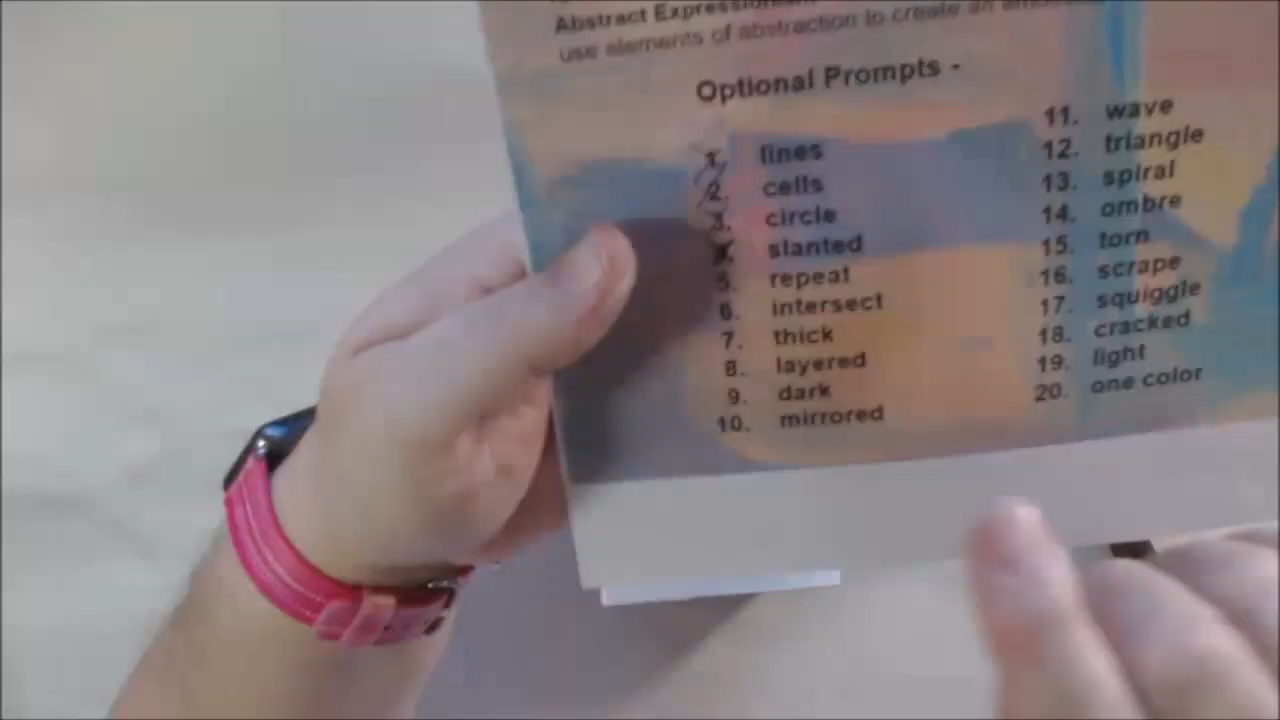 Abstract Expressionism
use elements of abstraction to create an
Optional Prompts -
1. lines
2. cells
3. circle
4. slanted
5. repeat
6. intersect
7. thick
8. layered
9. dark
10. mirrored
11. wave
12. triangle
13. spiral
14. ombre
15. torn
16. scrape
17. squiggle
18. cracked
19. light
20. one color